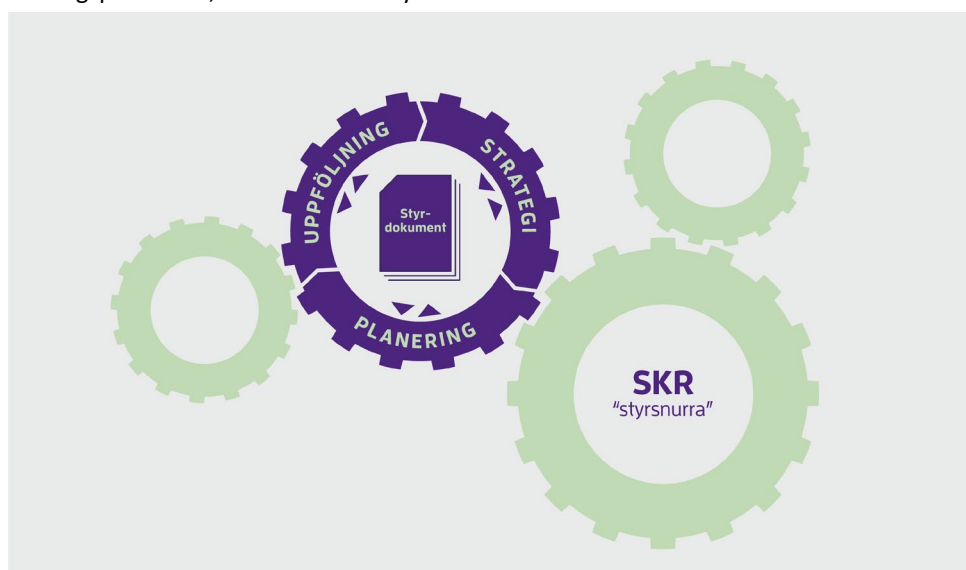 UPPFÖLJNING
STRATEGI
Styr-
dokument
PLANERING
SKR
"styrsnurra"